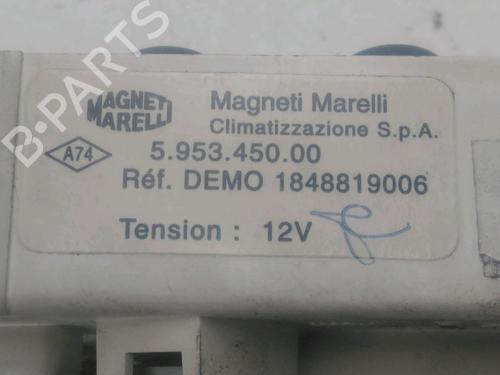 B-PARTS
MAGNETI
MARELLI
Magneti Marelli
Climatizzazione S.p.A.
A74
5.953.450.00
Réf. DEMO 1848819006
Tension : 12V